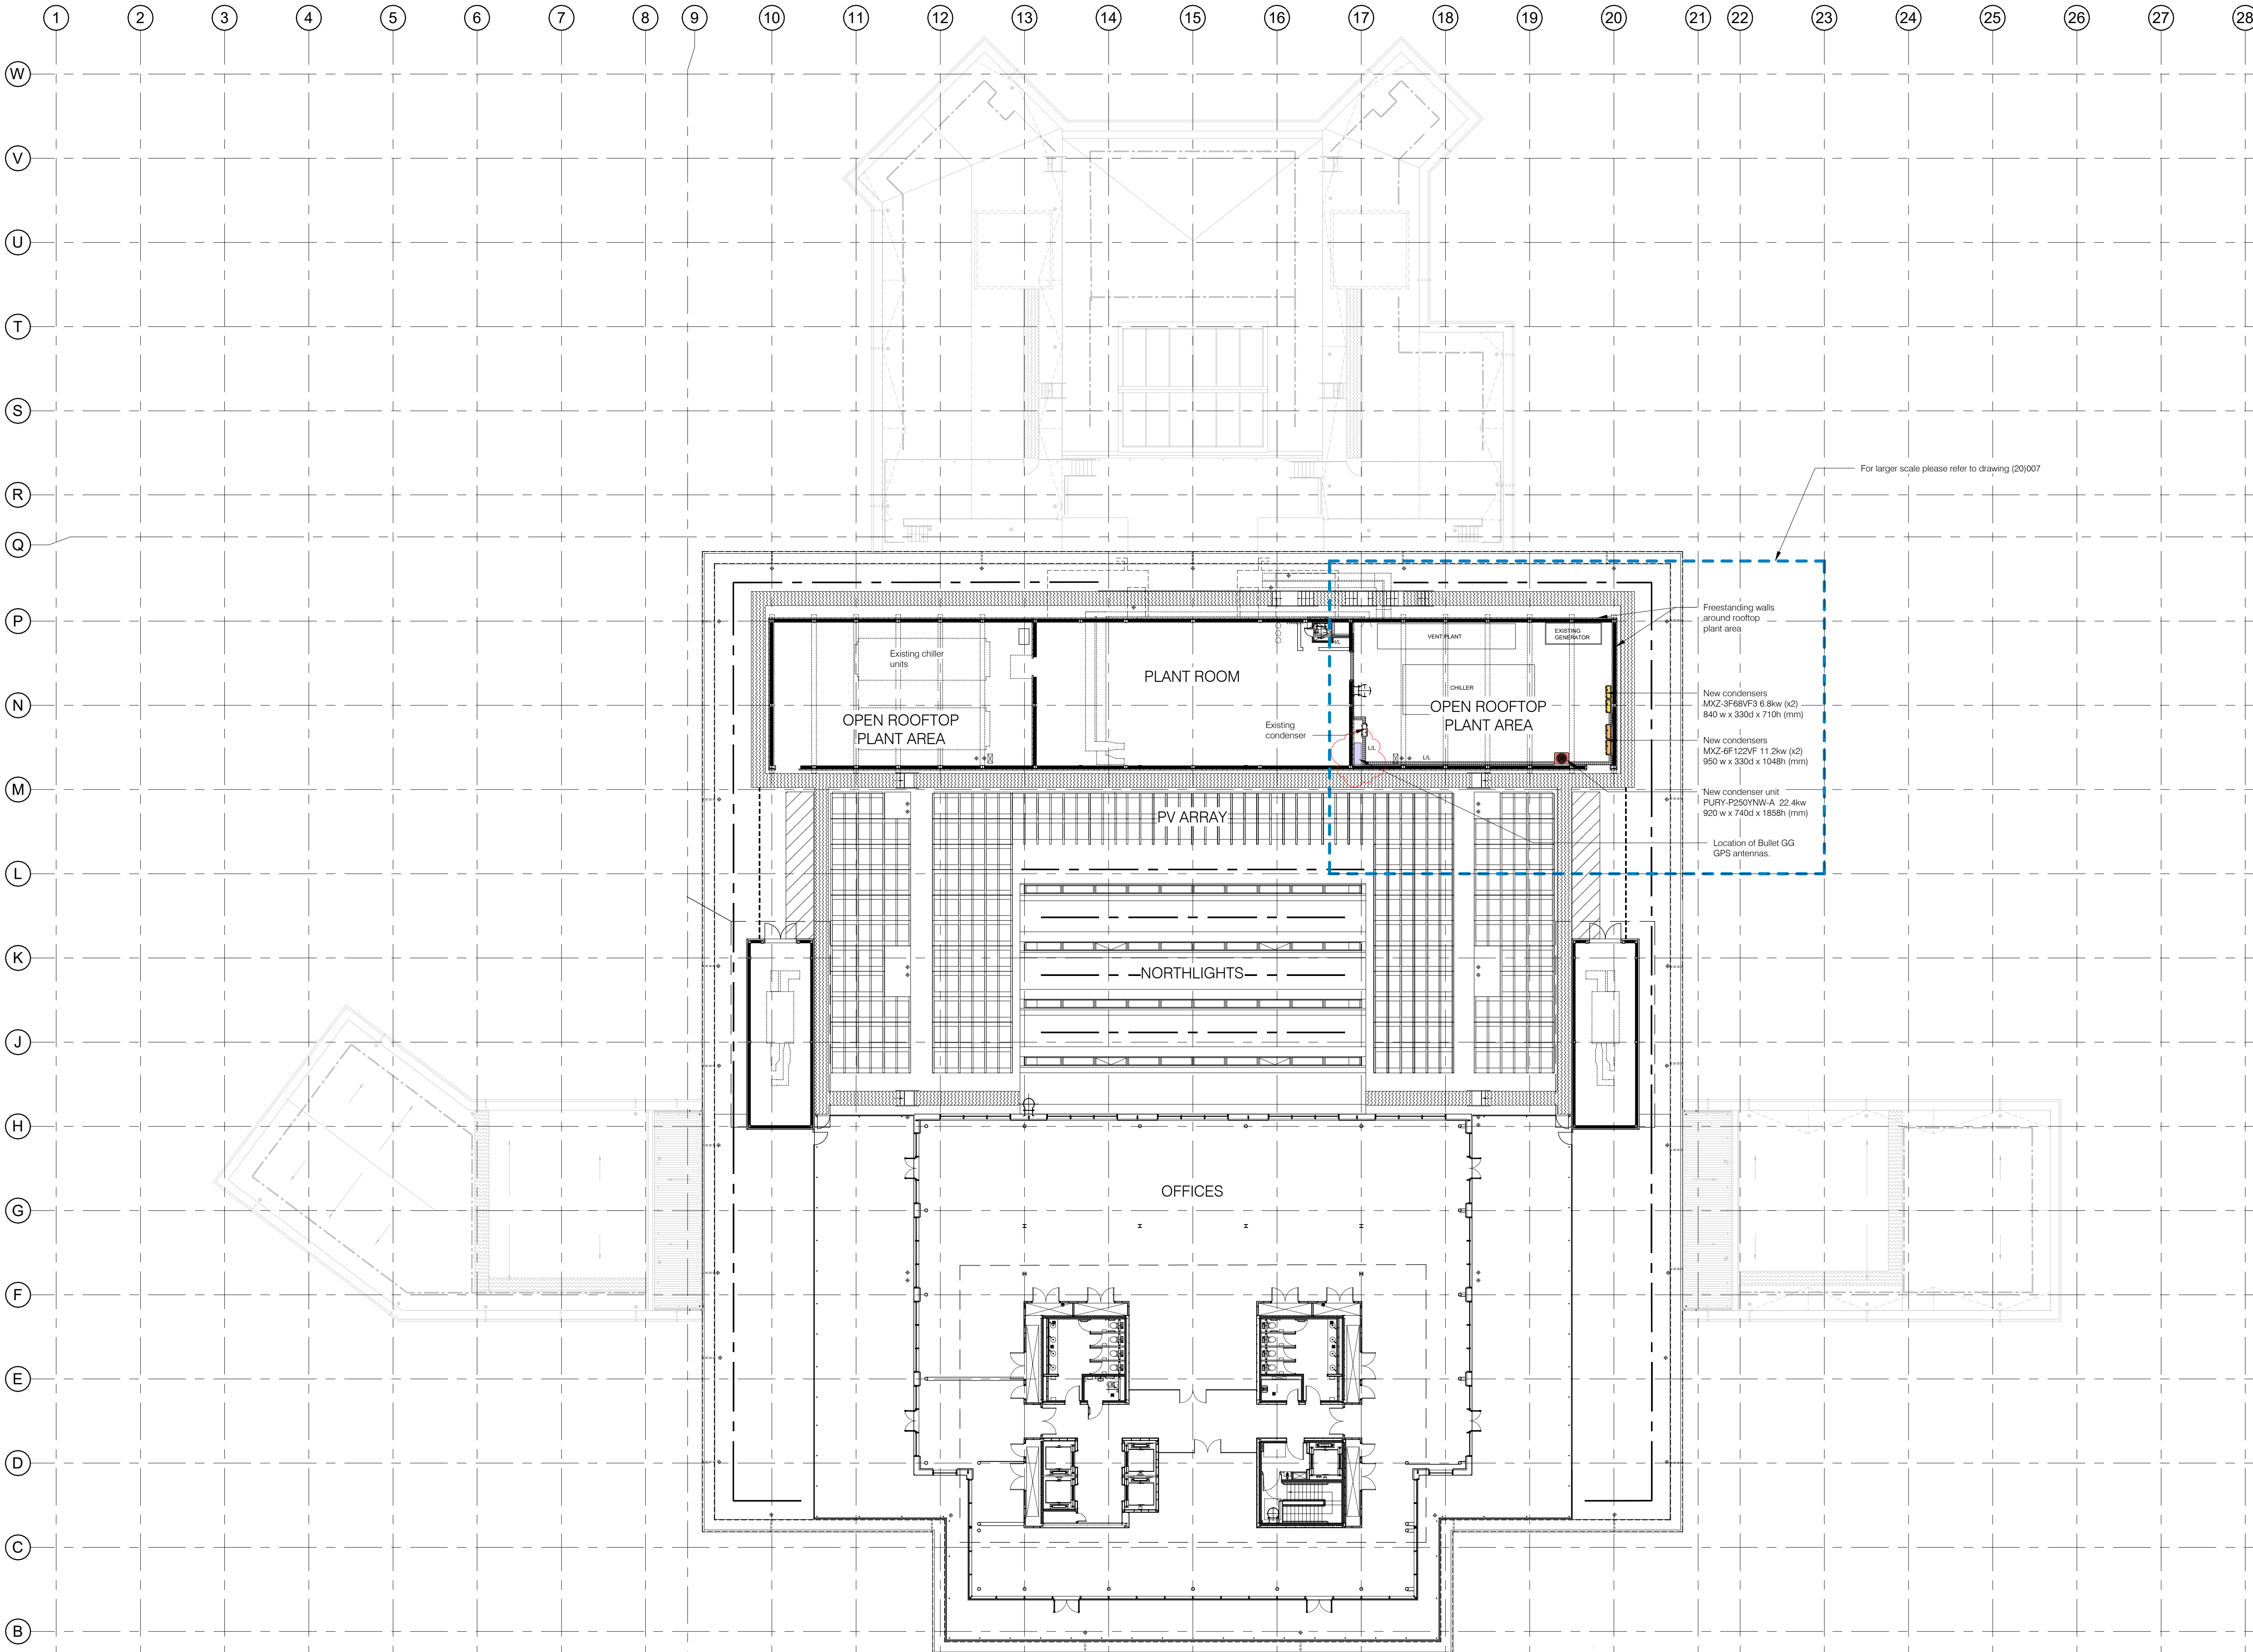 1 2 3 4 5 6 7 8 9 10 11 12 13 14 15 16 17 18 19 20 21 22 23 24 25 26 27 28
W
V
U
T
S
R
Q
P
N
M
L
K
J
H
G
F
E
D
C
B
For larger scale please refer to drawing (20)007
Freestanding walls
around rooftop
plant area
VENT PLANT
EXISTING
GENERATOR
H/L
Existing chiller
units
PLANT ROOM
CHILLER
OPEN ROOFTOP
PLANT AREA
OPEN ROOFTOP
PLANT AREA
Existing
condenser
L/L
L/L
New condensers
MXZ-3F68VF3 6.8kw (x2)
840 w x 330d x 710h (mm)
New condensers
MXZ-6F122VF 11.2kw (x2)
950 w x 330d x 1048h (mm)
New condenser unit
PURY-P250YNW-A 22.4kw
920 w x 740d x 1858h (mm)
Location of Bullet GG
GPS antennas.
PV ARRAY
NORTHLIGHTS
OFFICES